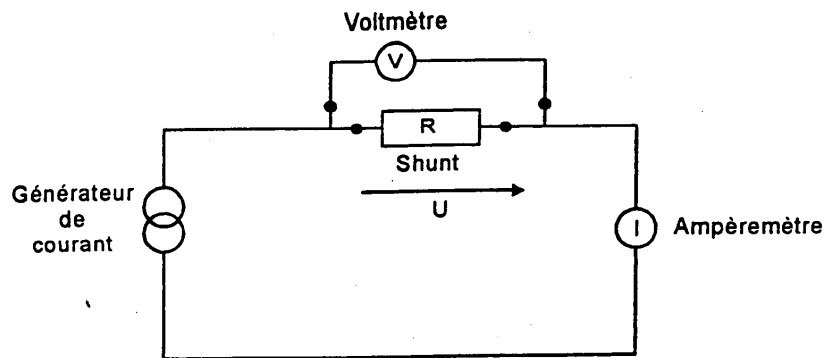 Voltmètre
V
R
Shunt
U
Générateur
de
courant
I
Ampèremètre